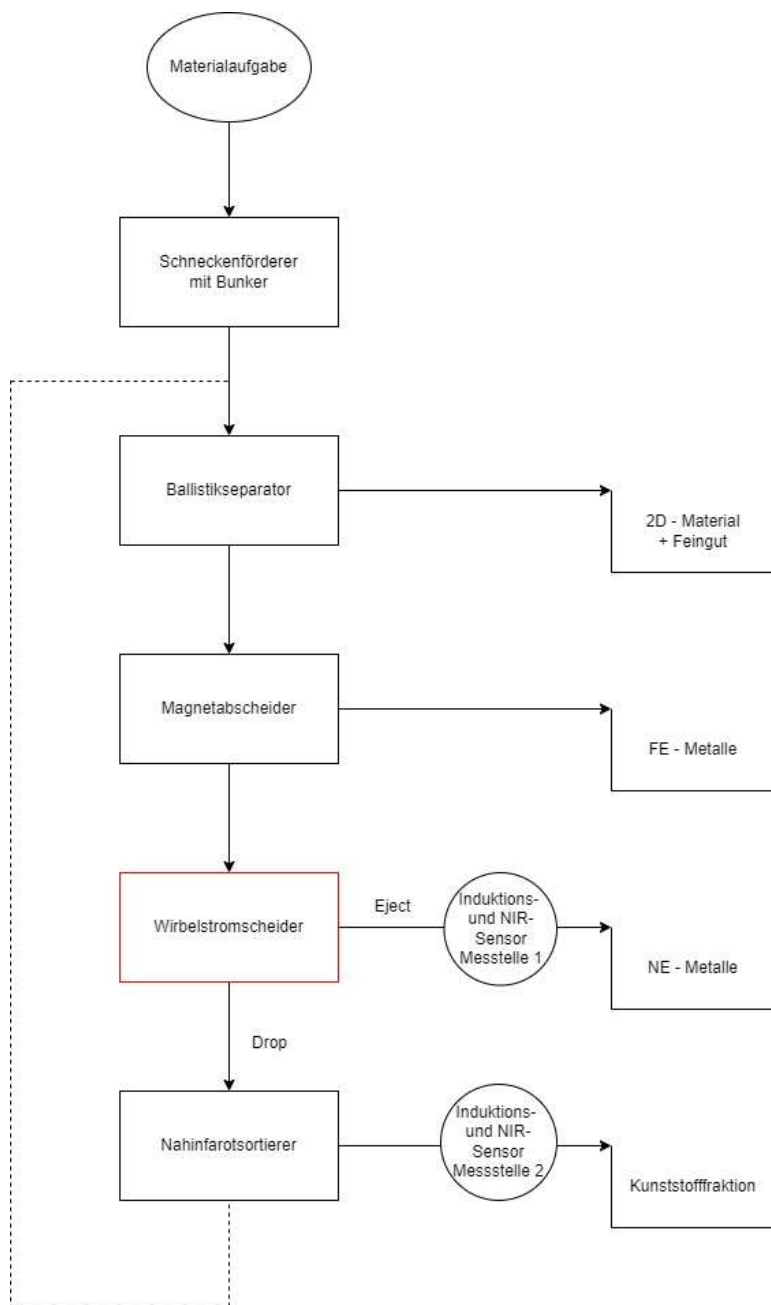 Materialaufgabe
Schneckenförderer
mit Bunker
Ballistikseparator
2D - Material
+ Feingut
Magnetabscheider
FE - Metalle
Wirbelstromscheider
Eject
Induktions-
und NIR-
Sensor
Messtelle 1
NE - Metalle
Drop
Nahinfarotsortierer
Induktions-
und NIR-
Sensor
Messstelle 2
Kunststofffraktion